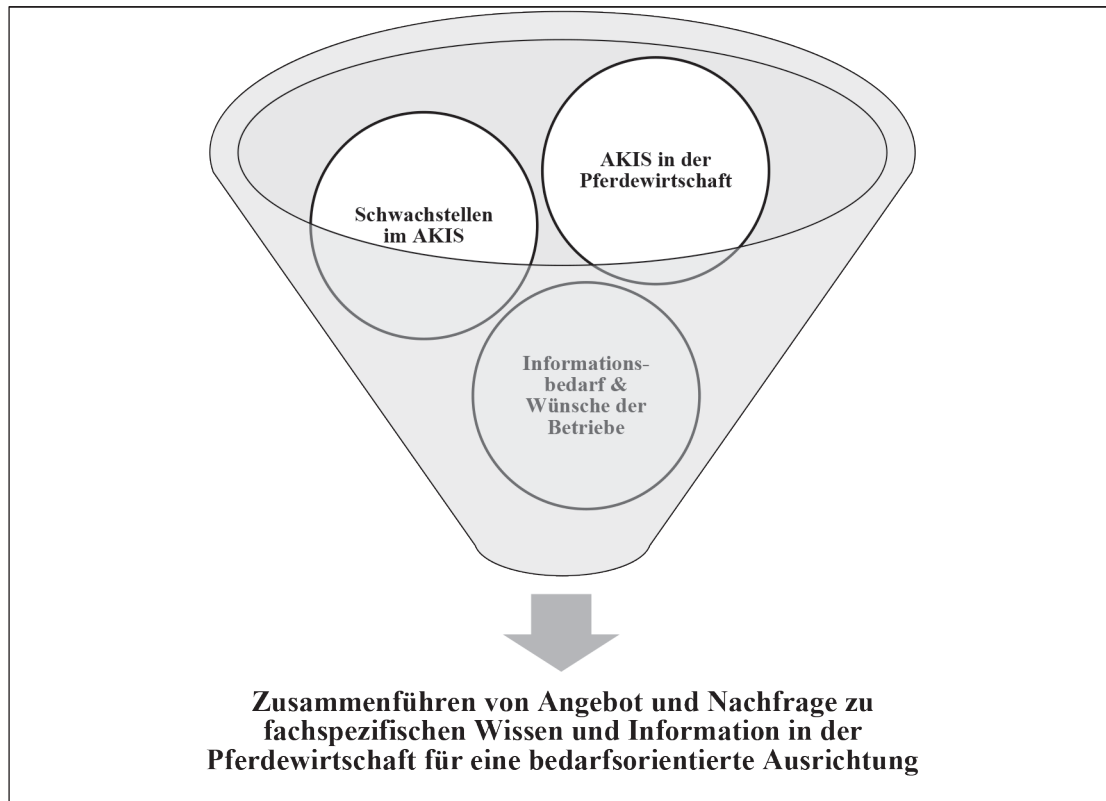 AKIS in der
Pferdewirtschaft
Schwachstellen
im AKIS
Informations-
bedarf &
Wünsche der
Betriebe
Zusammenführen von Angebot und Nachfrage zu
fachspezifischen Wissen und Information in der
Pferdewirtschaft für eine bedarfsorientierte Ausrichtung